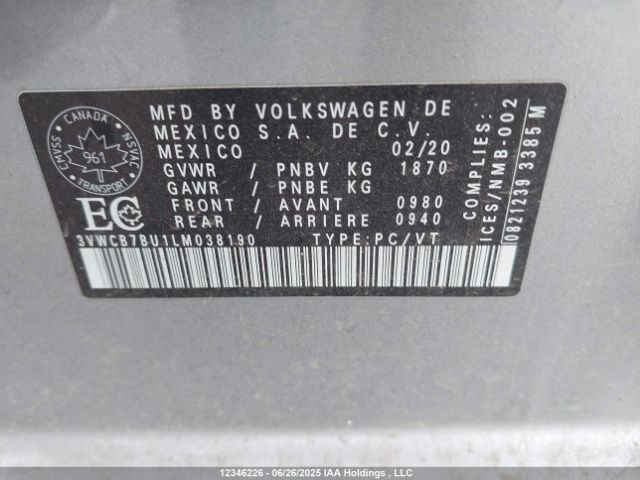 CANADA
CMVSS
961
NSVAC
TRANSPORT
EC
MFD BY VOLKSWAGEN DE
MEXICO S.A. DE C.V.
MEXICO 02/20
GVWR / PNBV KG 1870
GAWR / PNBE KG
FRONT / AVANT 0980
REAR / ARRIERE 0940
3VWCB7BU1LM038190 TYPE:PC/VT
COMPLIES:
ICES/NMB-002
0821239 3385 M
12346226 - 06/26/2025 IAA Holdings , LLC